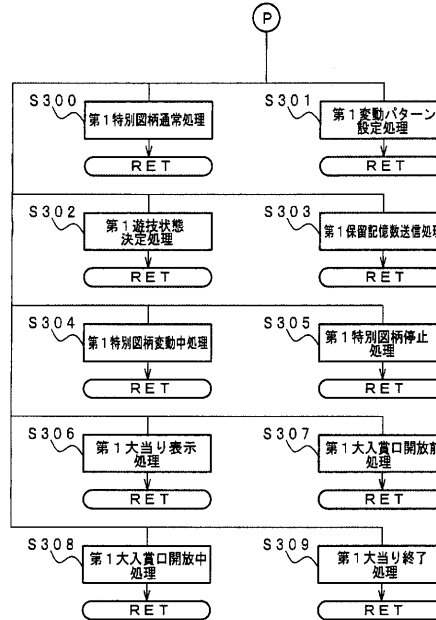 P
S300
第1特別図柄通常処理
RET
S301
第1変動パターン
設定処理
RET
S302
第1遊技状態
決定処理
RET
S303
第1保留記憶数送信処理
RET
S304
第1特別図柄変動中処理
RET
S305
第1特別図柄停止
処理
RET
S306
第1大当り表示
処理
RET
S307
第1大入賞口開放前
処理
RET
S308
第1大入賞口開放中
処理
RET
S309
第1大当り終了
処理
RET